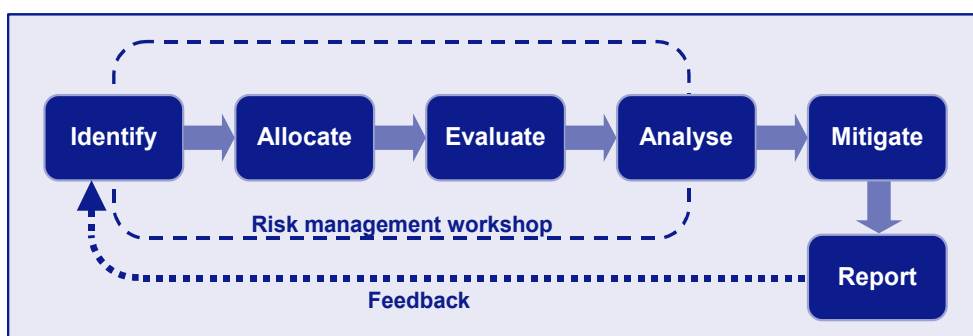 Identify
Allocate
Evaluate
Analyse
Mitigate
Risk management workshop
Report
Feedback